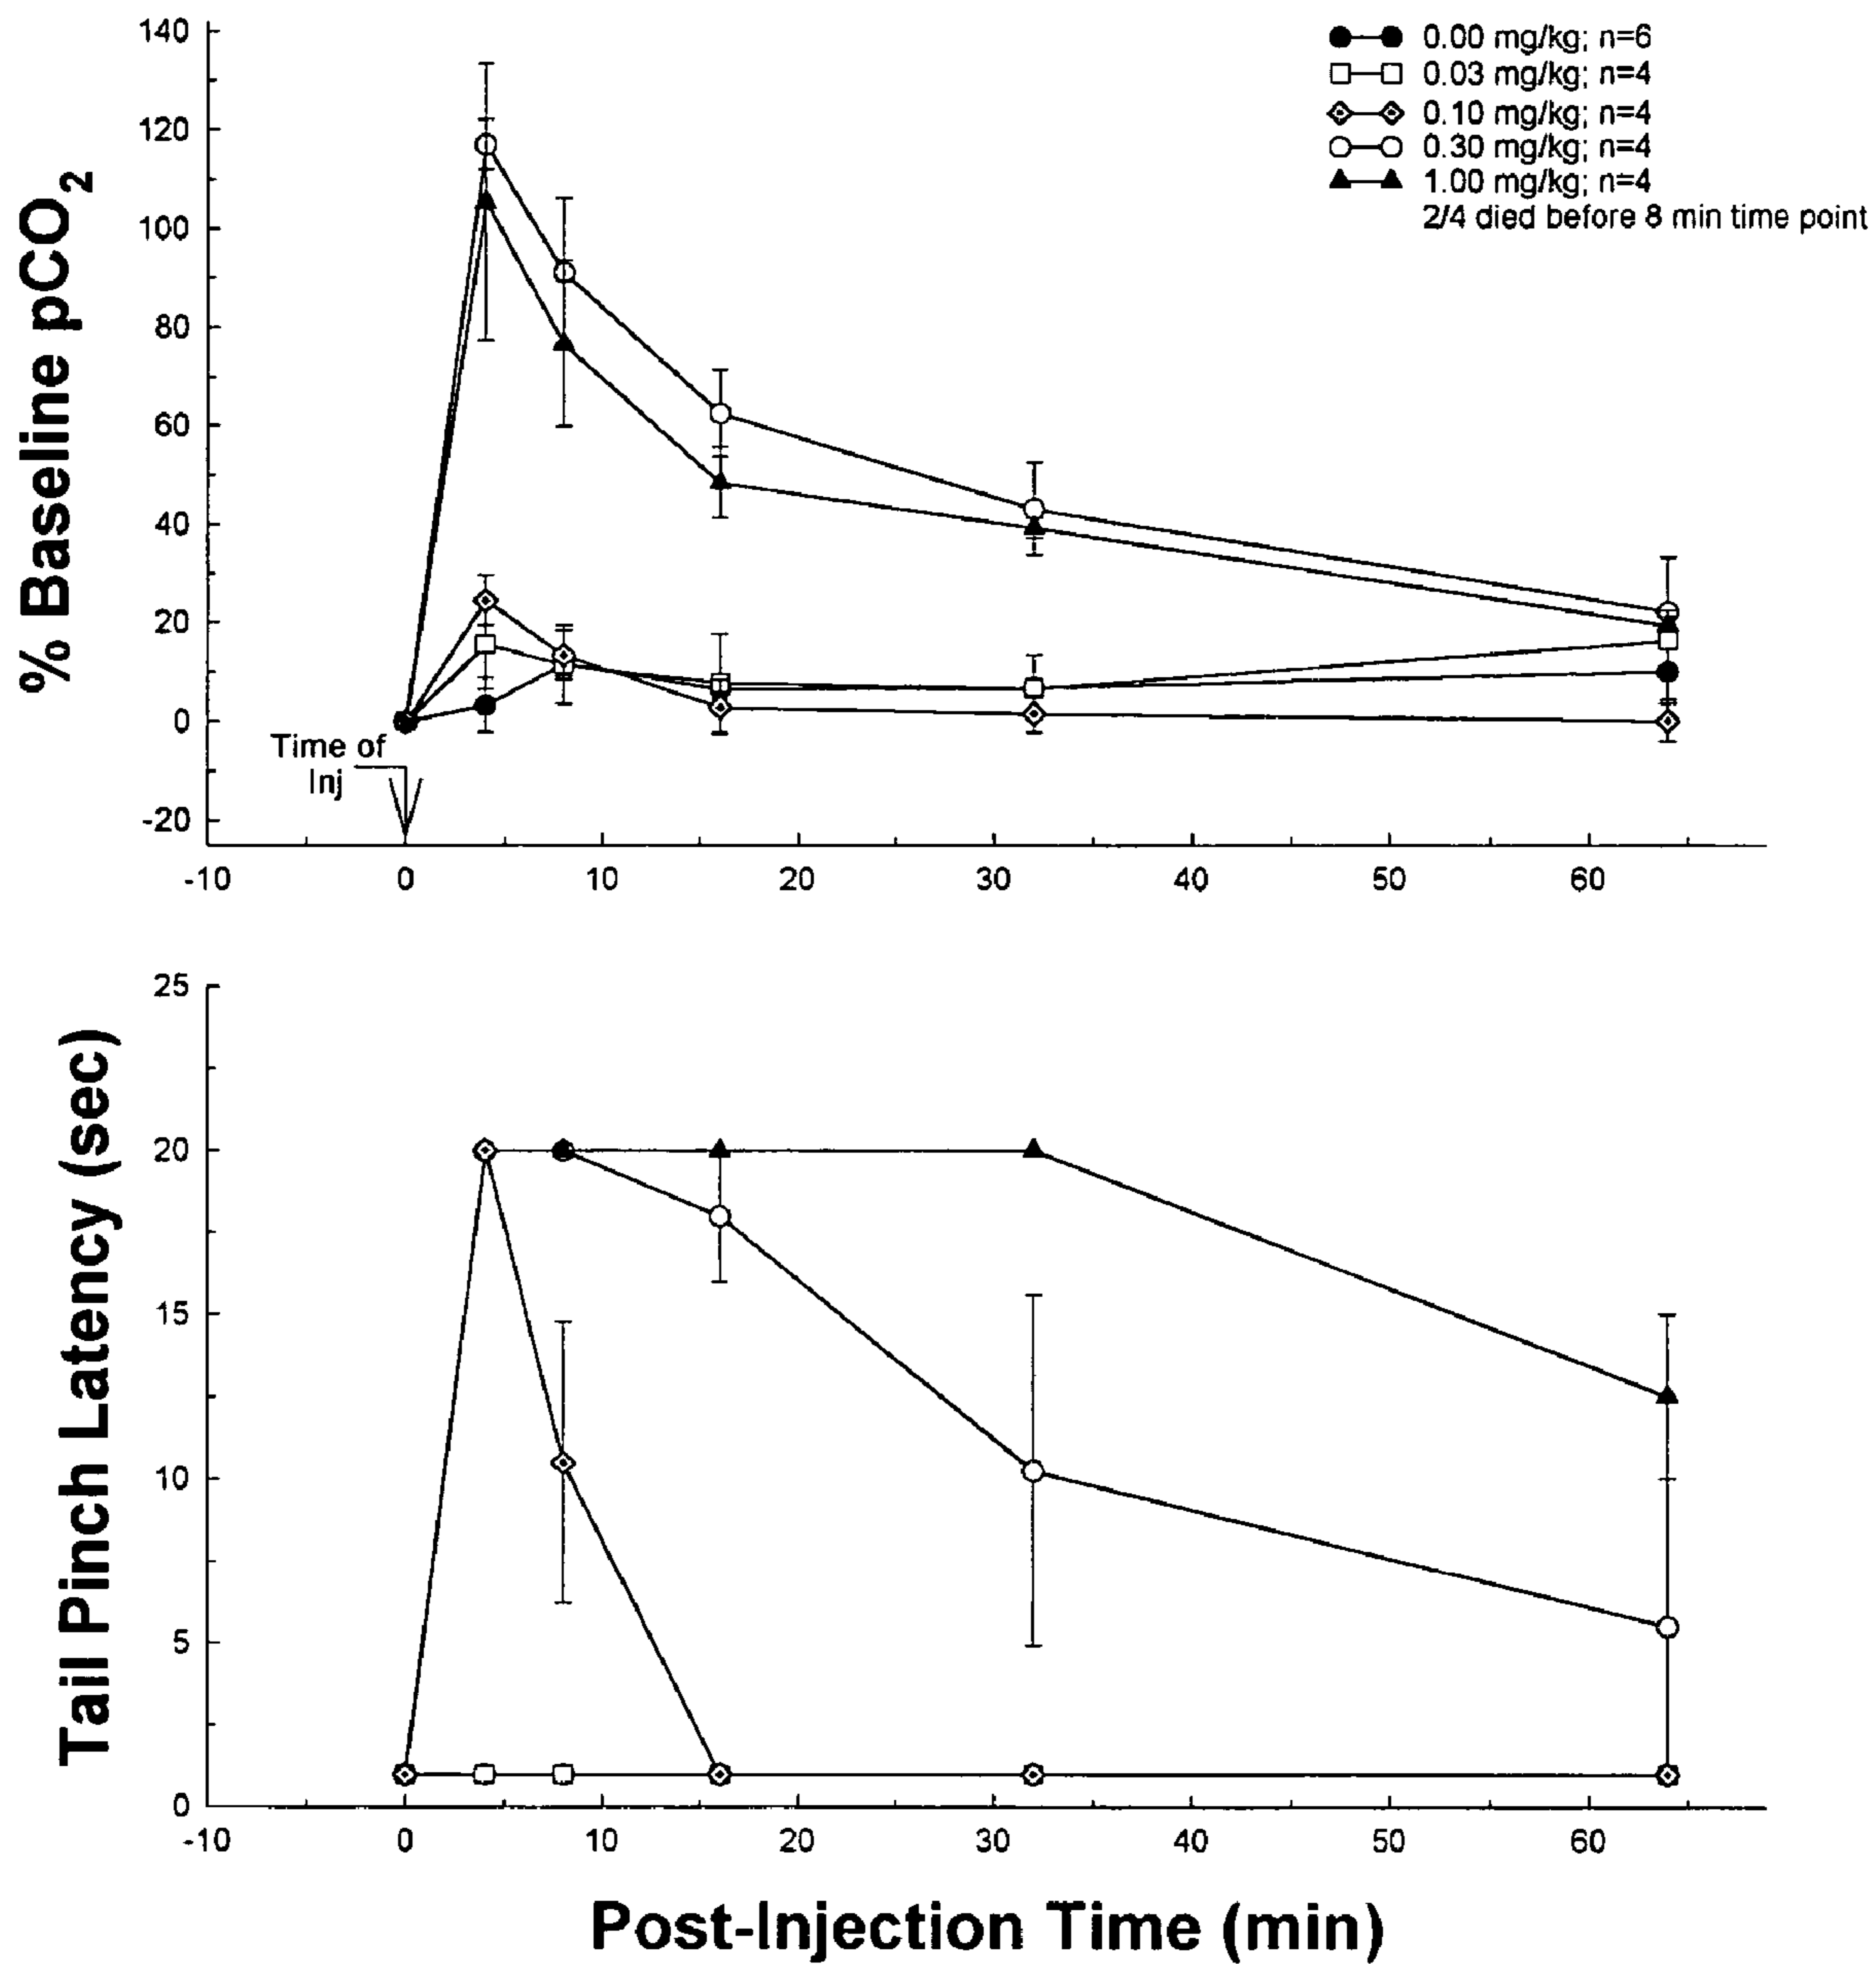 140
120
100
80
60
40
20
0
-20
% Baseline pCO2
0.00 mg/kg; n=6
0.03 mg/kg; n=4
0.10 mg/kg; n=4
0.30 mg/kg; n=4
1.00 mg/kg; n=4
2/4 died before 8 min time point
Time of
Inj
-10 0 10 20 30 40 50 60
25
20
15
10
5
0
Tail Pinch Latency (sec)
-10 0 10 20 30 40 50 60
Post-Injection Time (min)